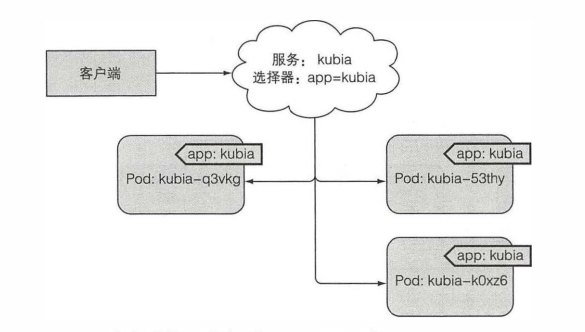 客户端
服务： kubia
选择器：app=kubia
app: kubia
Pod: kubia-q3vkg
app: kubia
Pod: kubia-53thy
app: kubia
Pod: kubia-k0xz6